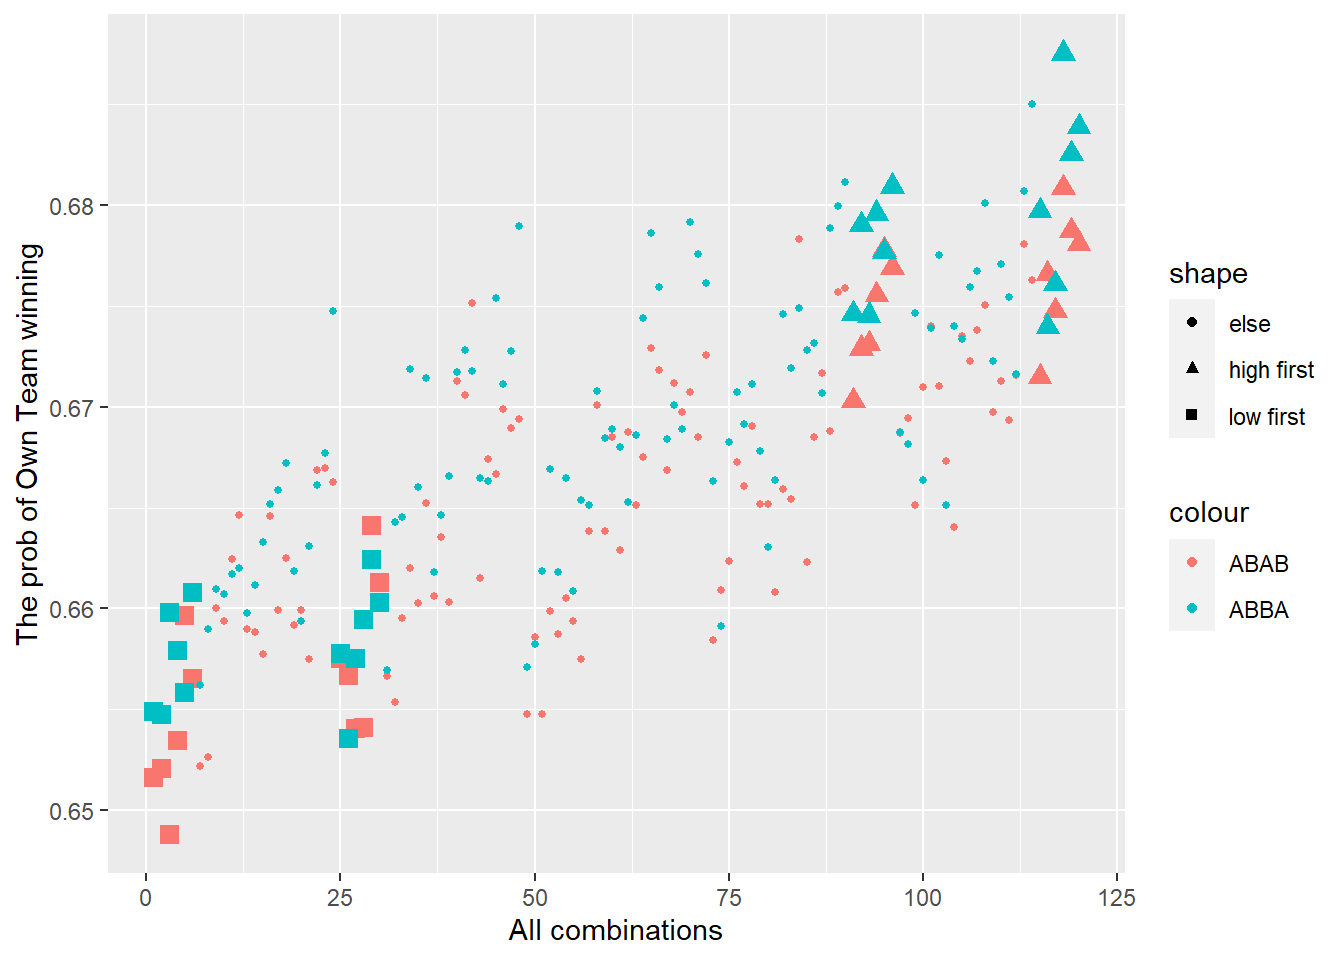 The prob of Own Team winning
0.68
0.67
0.66
0.65
0
25
50
75
100
125
All combinations
shape
else
high first
low first
colour
ABAB
ABBA